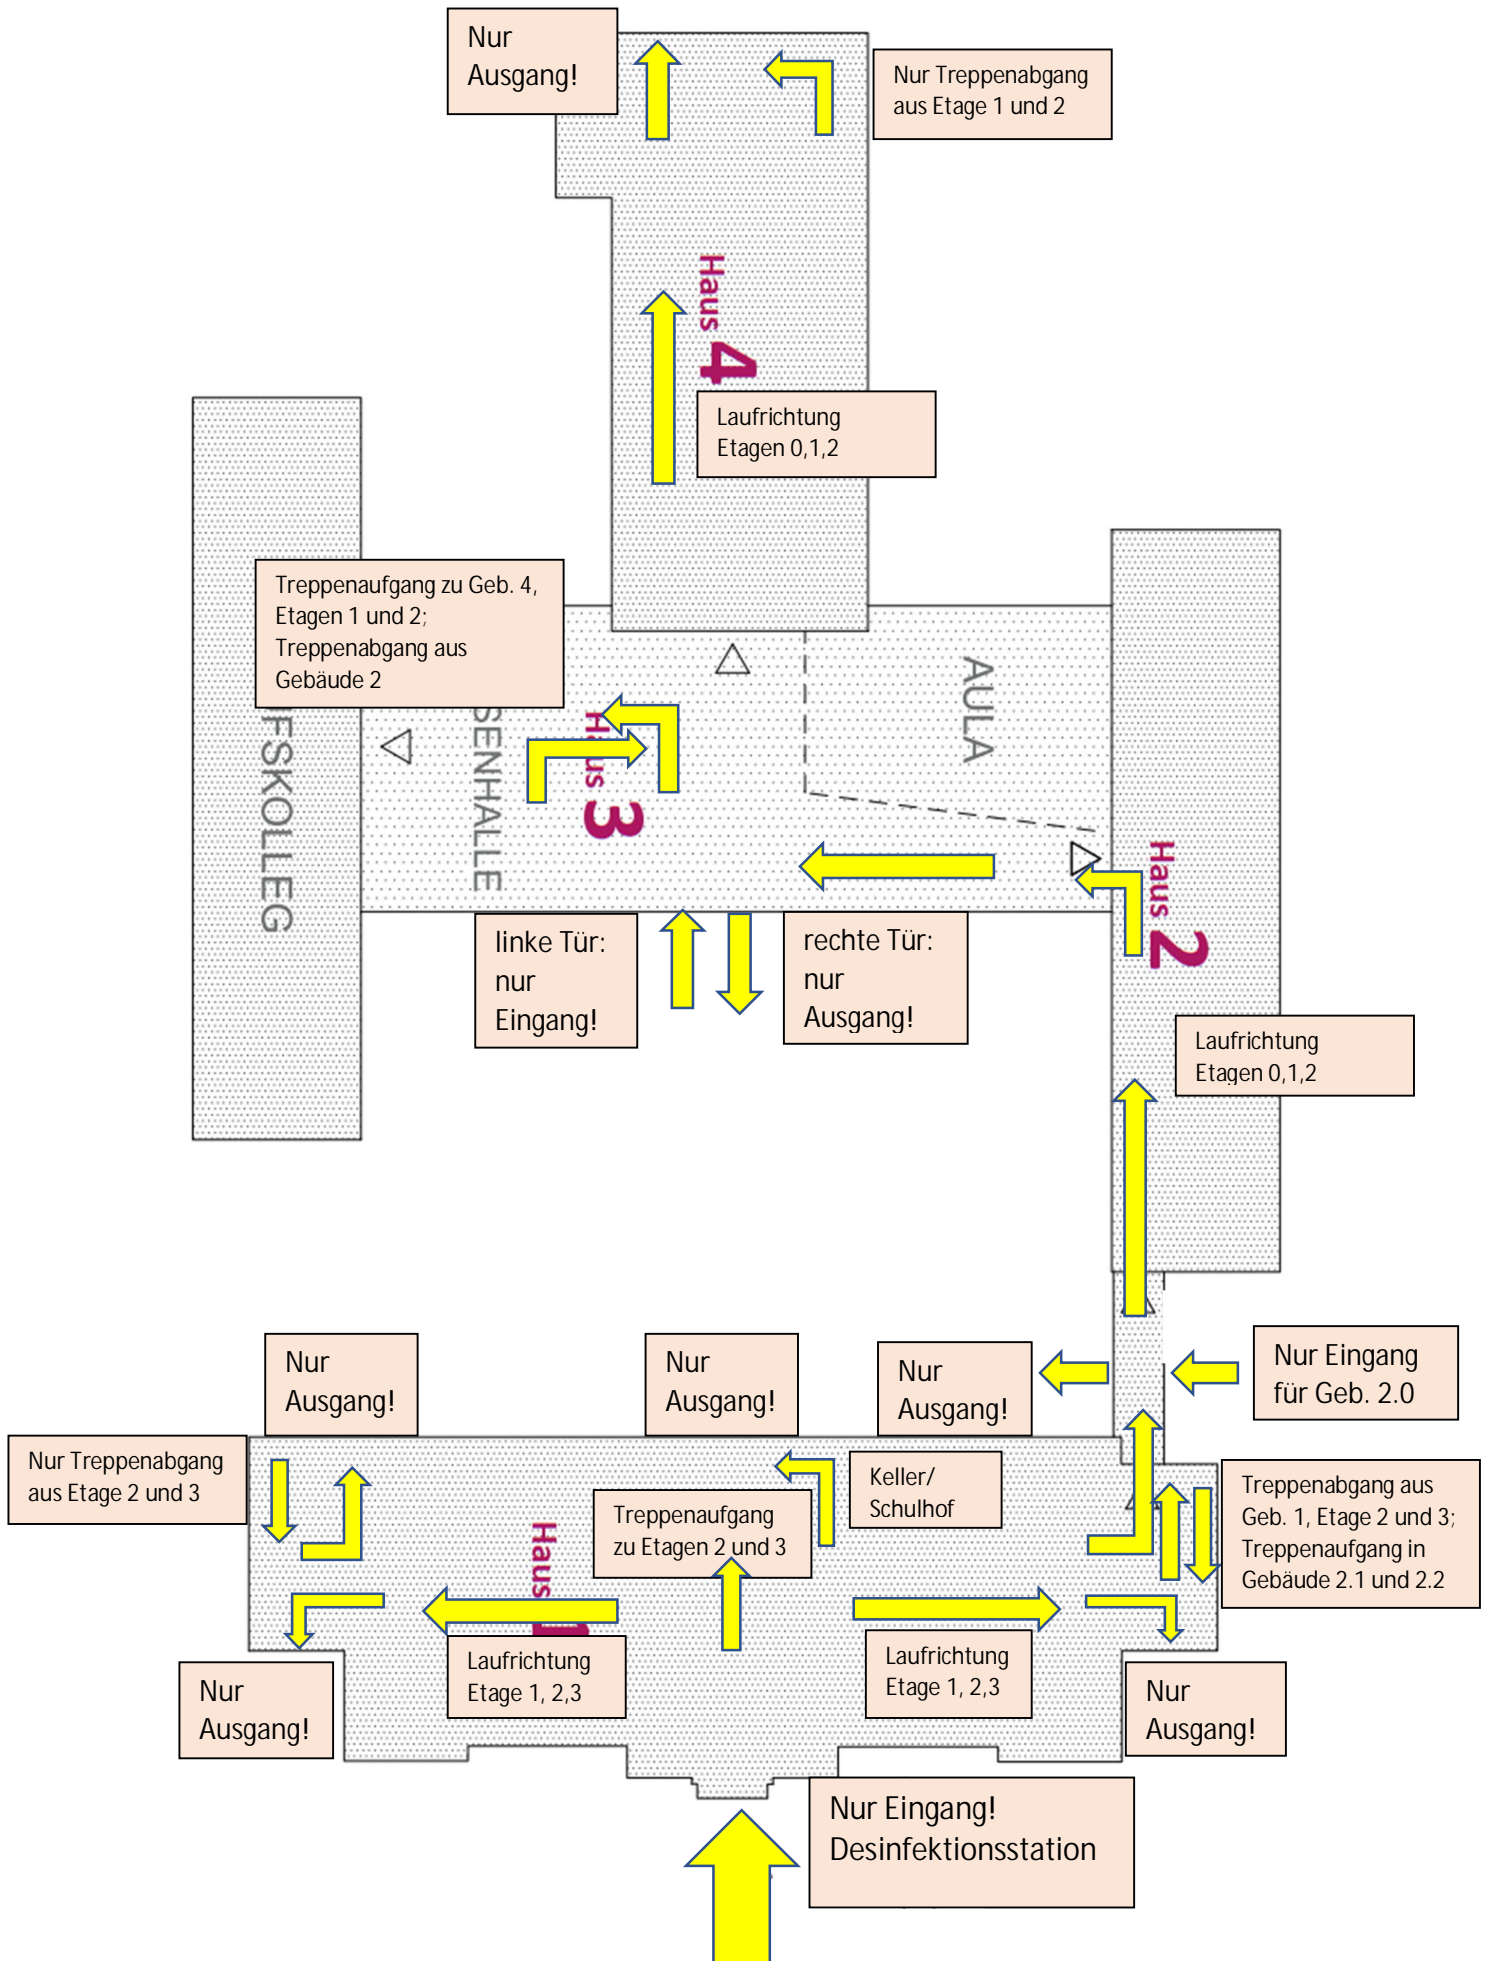 Nur
Ausgang!
Nur Treppenabgang
aus Etage 1 und 2
Haus 4
Laufrichtung
Etagen 0,1,2
Treppenaufgang zu Geb. 4,
Etagen 1 und 2;
Treppenabgang aus
Gebäude 2
IFSKOLLEG
SENHALLE
Haus 3
AULA
Haus 2
linke Tür:
nur
Eingang!
rechte Tür:
nur
Ausgang!
Laufrichtung
Etagen 0,1,2
Nur
Ausgang!
Nur
Ausgang!
Nur
Ausgang!
Nur Eingang
für Geb. 2.0
Nur Treppenabgang
aus Etage 2 und 3
Haus
Treppenaufgang
zu Etagen 2 und 3
Keller/
Schulhof
Treppenabgang aus
Geb. 1, Etage 2 und 3;
Treppenaufgang in
Gebäude 2.1 und 2.2
Laufrichtung
Etage 1, 2,3
Laufrichtung
Etage 1, 2,3
Nur
Ausgang!
Nur
Ausgang!
Nur Eingang!
Desinfektionsstation